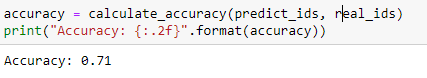 accuracy = calculate_accuracy(predict_ids, real_ids)
print("Accuracy: {:.2f}".format(accuracy))
Accuracy: 0.71